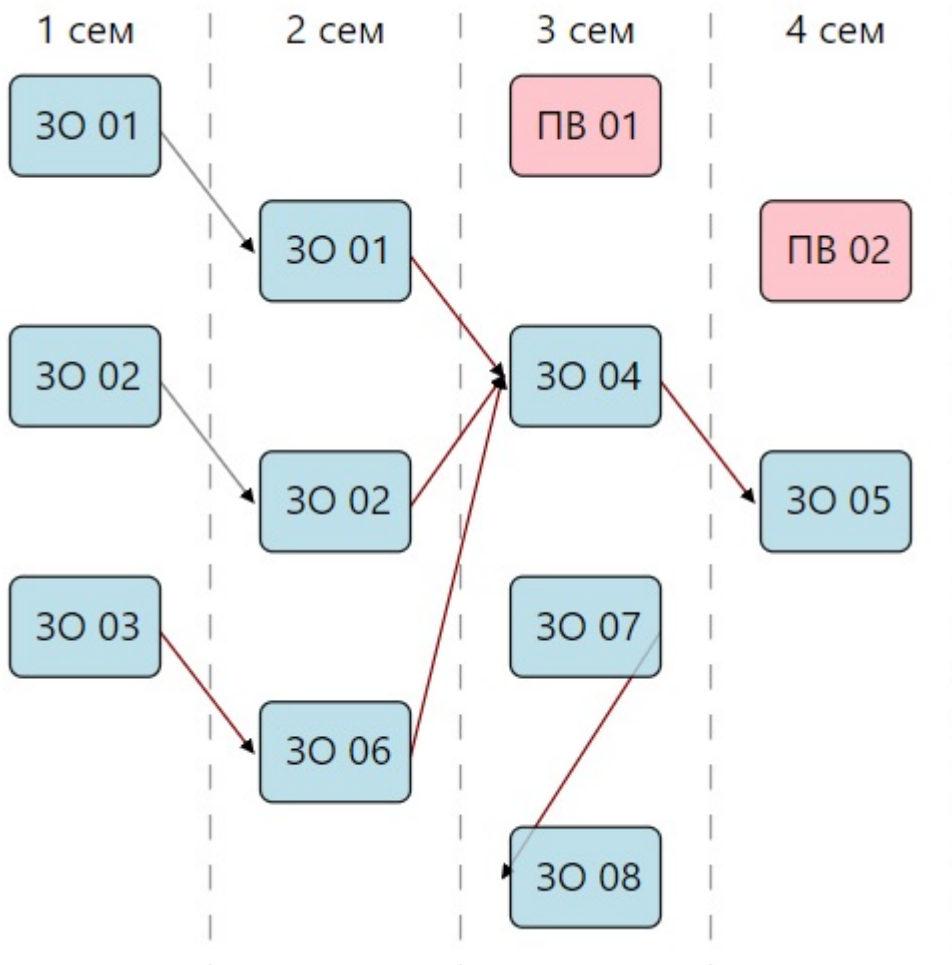 1 сем
2 сем
3 сем
4 сем
ЗО 01
ПВ 01
ЗО 01
ПВ 02
ЗО 02
ЗО 04
ЗО 02
ЗО 05
ЗО 03
ЗО 07
ЗО 06
ЗО 08